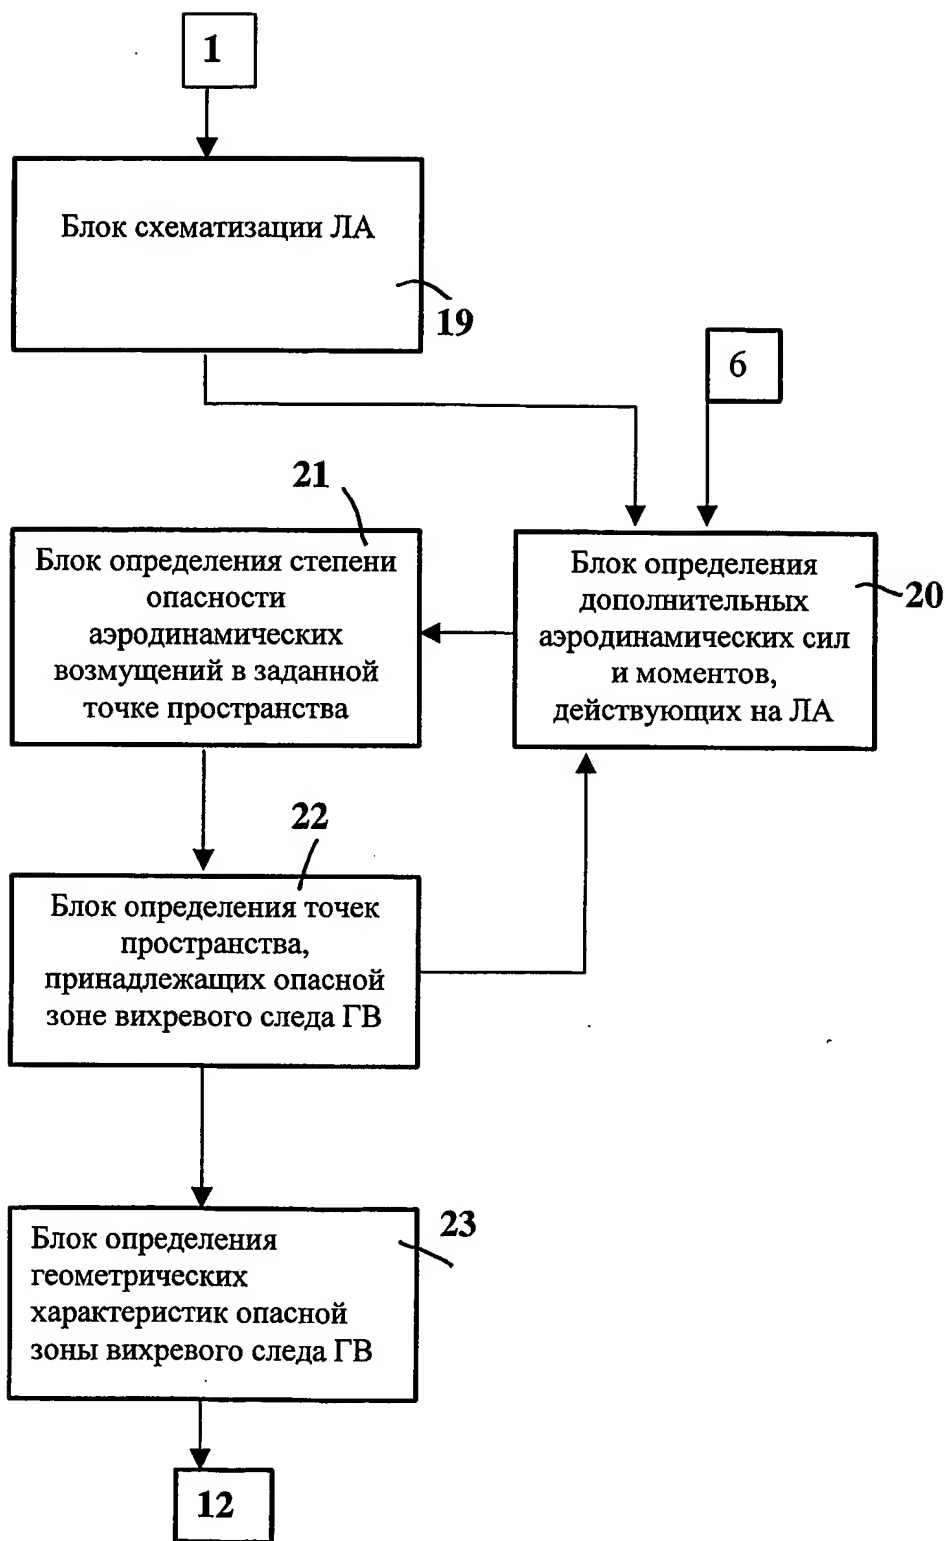 1
Блок схематизации ЛА
19
6
21
Блок определения степени
опасности
аэродинамических
возмущений в заданной
точке пространства
Блок определения
дополнительных
аэродинамических сил
и моментов,
действующих на ЛА
20
22
Блок определения точек
пространства,
принадлежащих опасной
зоне вихревого следа ГВ
23
Блок определения
геометрических
характеристик опасной
зоны вихревого следа ГВ
12